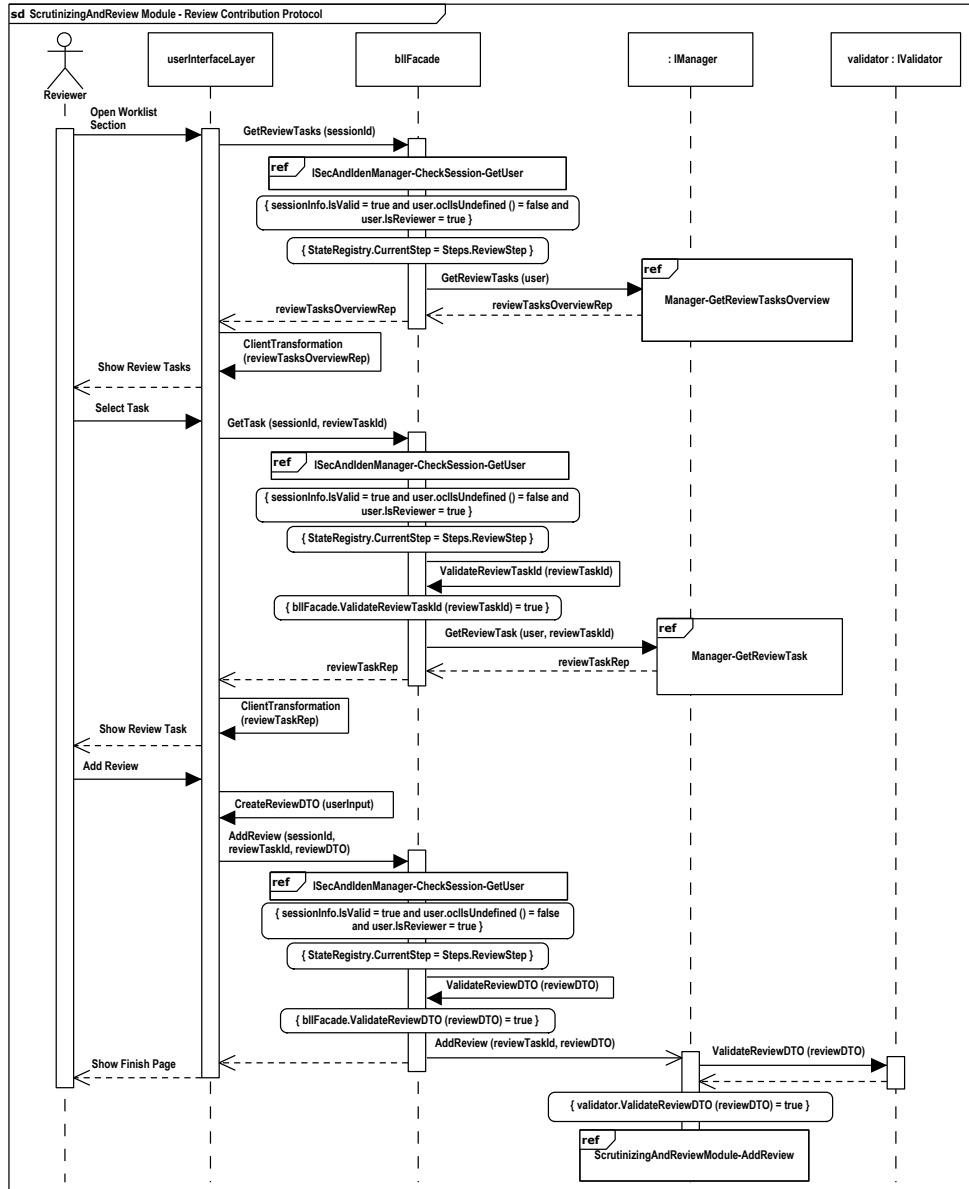 sd ScrutinizingAndReview Module - Review Contribution Protocol
Reviewer
userInterfaceLayer
bllFacade
: IManager
validator : IValidator
Open Worklist
Section
GetReviewTasks (sessionId)
ref
ISecAndIdenManager-CheckSession-GetUser
{ sessionInfo.IsValid = true and user.oclIsUndefined () = false and
user.IsReviewer = true }
{ StateRegistry.CurrentStep = Steps.ReviewStep }
GetReviewTasks (user)
ref
Manager-GetReviewTasksOverview
reviewTasksOverviewRep
reviewTasksOverviewRep
ClientTransformation
(reviewTasksOverviewRep)
Show Review Tasks
Select Task
GetTask (sessionId, reviewTaskId)
ref
ISecAndIdenManager-CheckSession-GetUser
{ sessionInfo.IsValid = true and user.oclIsUndefined () = false and
user.IsReviewer = true }
{ StateRegistry.CurrentStep = Steps.ReviewStep }
ValidateReviewTaskId (reviewTaskId)
{ bllFacade.ValidateReviewTaskId (reviewTaskId) = true }
GetReviewTask (user, reviewTaskId)
ref
Manager-GetReviewTask
reviewTaskRep
reviewTaskRep
ClientTransformation
(reviewTaskRep)
Show Review Task
Add Review
CreateReviewDTO (userInput)
AddReview (sessionId,
reviewTaskId, reviewDTO)
ref
ISecAndIdenManager-CheckSession-GetUser
{ sessionInfo.IsValid = true and user.oclIsUndefined () = false
and user.IsReviewer = true }
{ StateRegistry.CurrentStep = Steps.ReviewStep }
ValidateReviewDTO (reviewDTO)
{ bllFacade.ValidateReviewDTO (reviewDTO) = true }
AddReview (reviewTaskId, reviewDTO)
ValidateReviewDTO (reviewDTO)
Show Finish Page
{ validator.ValidateReviewDTO (reviewDTO) = true }
ref
ScrutinizingAndReviewModule-AddReview